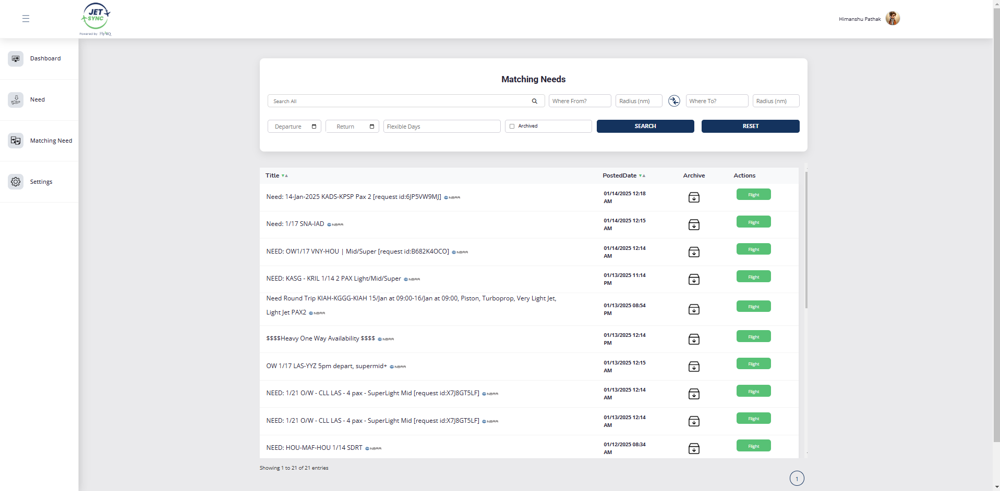 JET
SYNC
Powered by FlyIQ
Himanshu Pathak
Dashboard
Need
Matching Need
Settings
Matching Needs
Search All
Where From?
Radius (nm)
Where To?
Radius (nm)
Departure
Return
Flexible Days
Archived
SEARCH
RESET
Title PostedDate Archive Actions
Need: 14-Jan-2025 KADS-KPSP Pax 2 [request id:6JP5VW9MJ] NBAA
01/14/2025 12:18
AM
Flight
Need: 1/17 SNA-IAD NBAA
01/14/2025 12:15
AM
Flight
NEED: OW1/17 VNY-HOU | Mid/Super [request id:B682K4OCO] NBAA
01/14/2025 12:14
AM
Flight
NEED: KASG - KRIL 1/14 2 PAX Light/Mid/Super NBAA
01/13/2025 11:14
PM
Flight
Need Round Trip KIAH-KGGG-KIAH 15/Jan at 09:00-16/Jan at 09:00, Piston, Turboprop, Very Light Jet,
Light Jet PAX2 NBAA
01/13/2025 08:54
PM
Flight
$$$$Heavy One Way Availability $$$$ NBAA
01/13/2025 12:14
PM
Flight
OW 1/17 LAS-YYZ 5pm depart, supermid+ NBAA
01/13/2025 12:15
AM
Flight
NEED: 1/21 O/W - CLL LAS - 4 pax - SuperLight Mid [request id:X7J8GT5LF] NBAA
01/13/2025 12:14
AM
Flight
NEED: 1/21 O/W - CLL LAS - 4 pax - SuperLight Mid [request id:X7J8GT5LF] NBAA
01/13/2025 12:14
AM
Flight
NEED: HOU-MAF-HOU 1/14 SDRT NBAA
01/12/2025 08:34
AM
Flight
Showing 1 to 21 of 21 entries
1